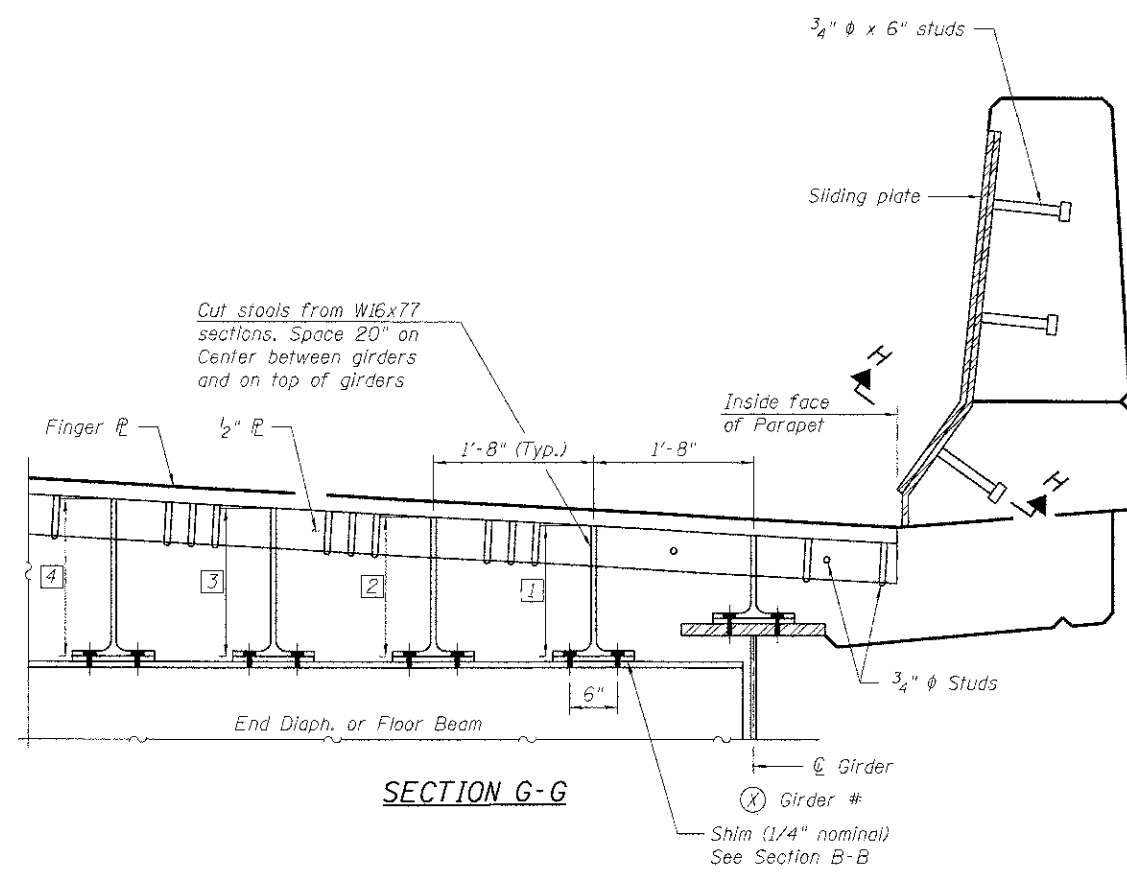 3/4" ϕ x 6" studs
Sliding plate
Cut stools from W16x77
sections. Space 20" on
Center between girders
and on top of girders
H
Inside face
of Parapet
Finger ⅊
1/2" ⅊
1'-8" (Typ.)
1'-8"
H
4
3
2
1
6"
3/4" ϕ Studs
End Diaph. or Floor Beam
℄ Girder
SECTION G-G
X Girder #
Shim (1/4" nominal)
See Section B-B